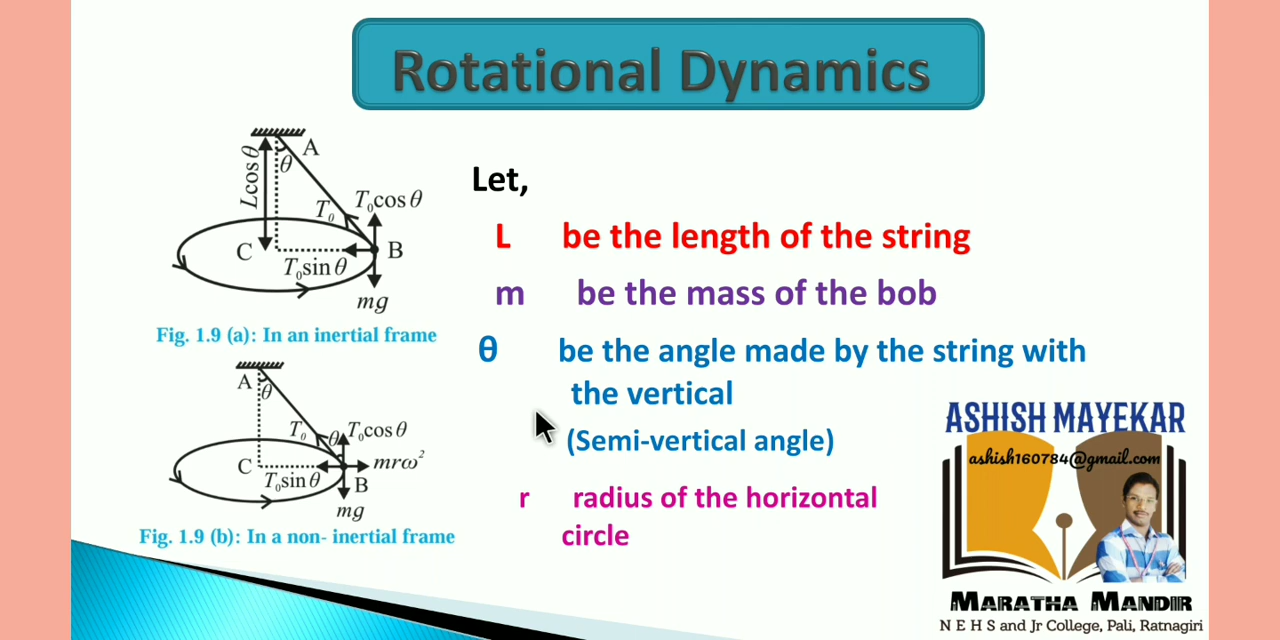 Rotational Dynamics
A
θ
Lcosθ
T₀cosθ
T₀
C
B
T₀sinθ
mg
Fig. 1.9 (a): In an inertial frame
A
θ
T₀
θ
T₀cosθ
C
mrω²
T₀sinθ
B
mg
Fig. 1.9 (b): In a non- inertial frame
Let,
L be the length of the string
m be the mass of the bob
θ be the angle made by the string with
the vertical
(Semi-vertical angle)
r radius of the horizontal
circle
ASHISH MAYEKAR
ashish160784@gmail.com
MARATHA MANDIR
N E H S and Jr College, Pali, Ratnagiri